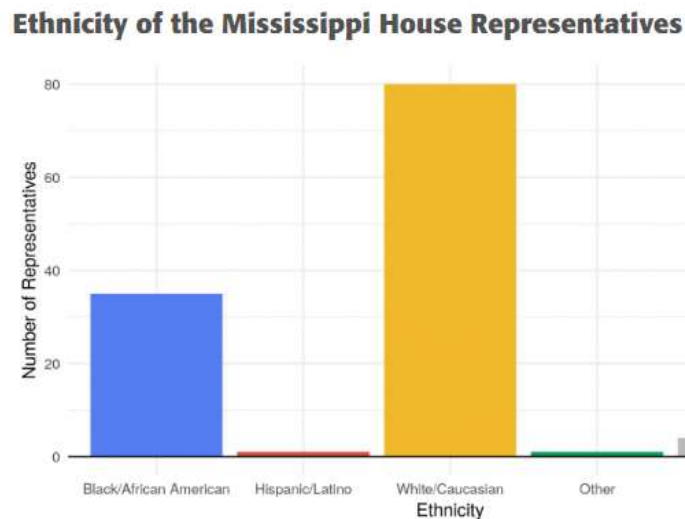 Ethnicity of the Mississippi House Representatives
80
60
40
20
0
Number of Representatives
Black/African American
Hispanic/Latino
White/Caucasian
Other
Ethnicity